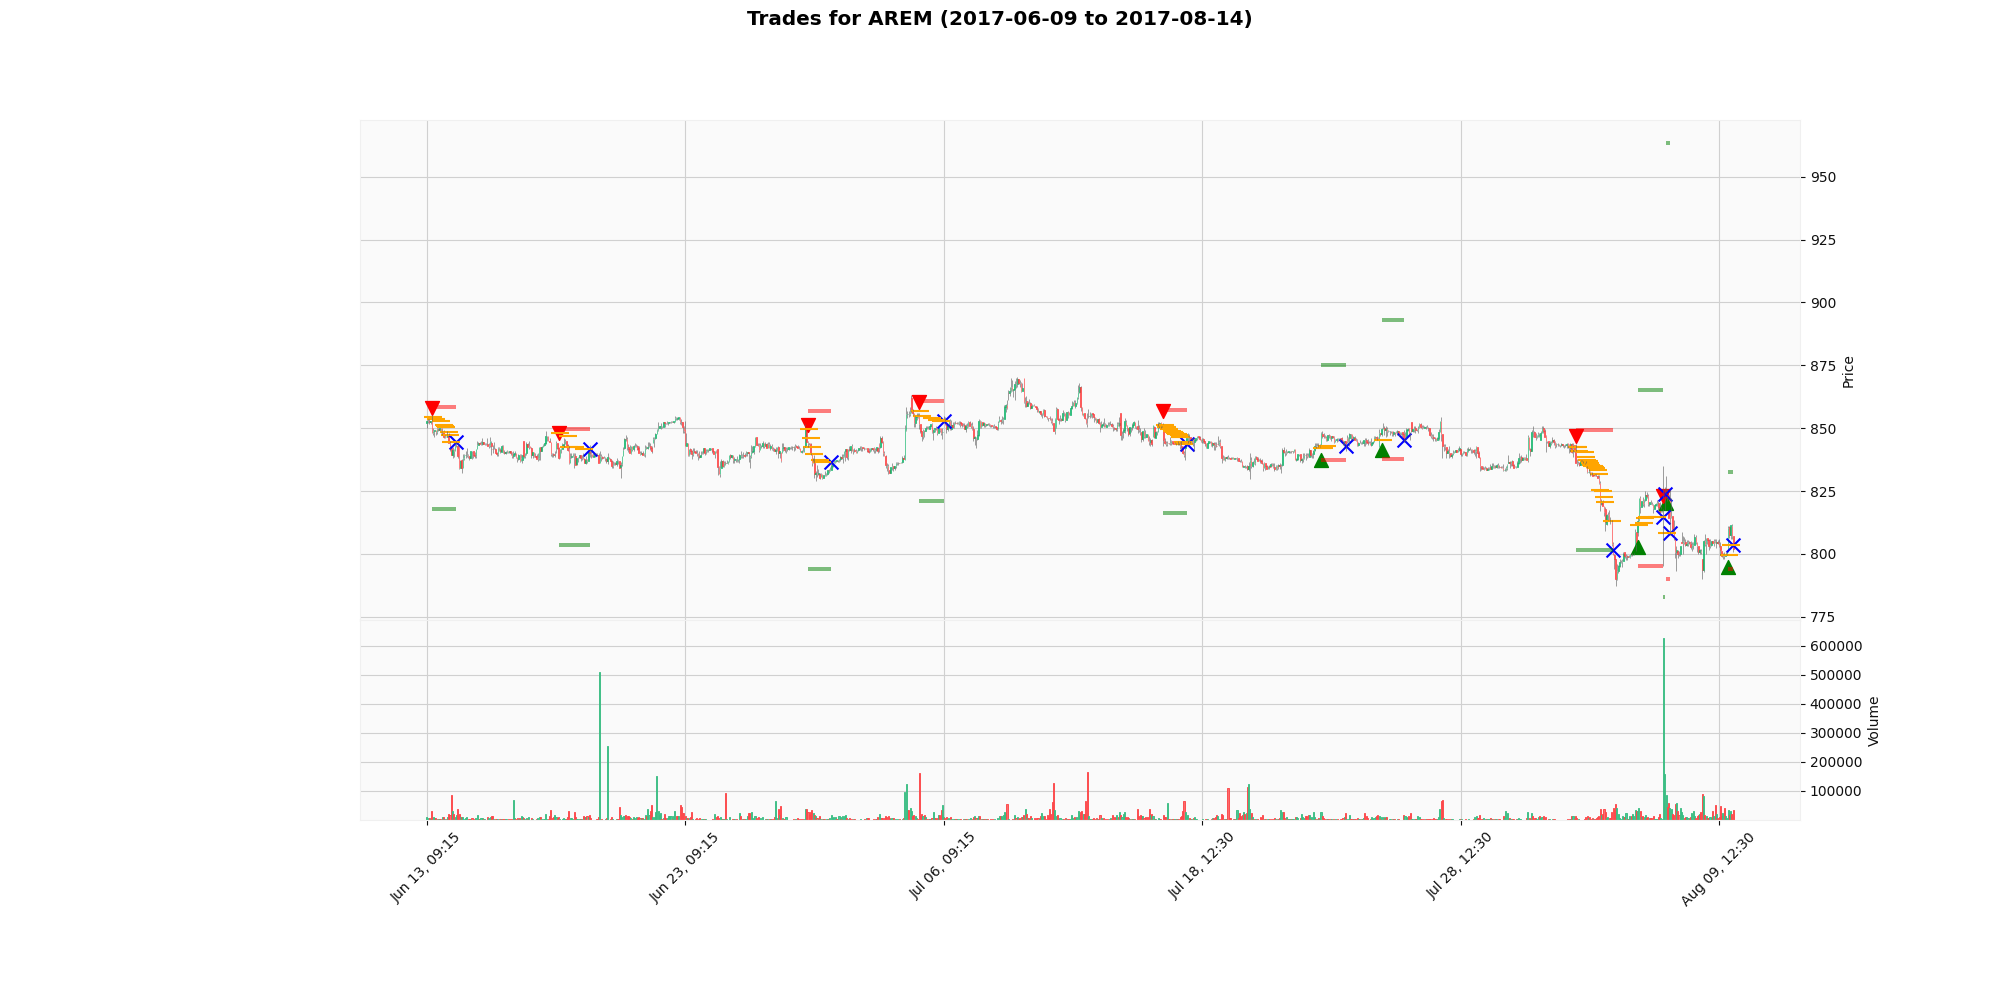 Trades for AREM (2017-06-09 to 2017-08-14)
950
925
900
875
850
825
800
775
Price
600000
500000
400000
300000
200000
100000
Volume
Jun 13, 09:15
Jun 23, 09:15
Jul 06, 09:15
Jul 18, 12:30
Jul 28, 12:30
Aug 09, 12:30